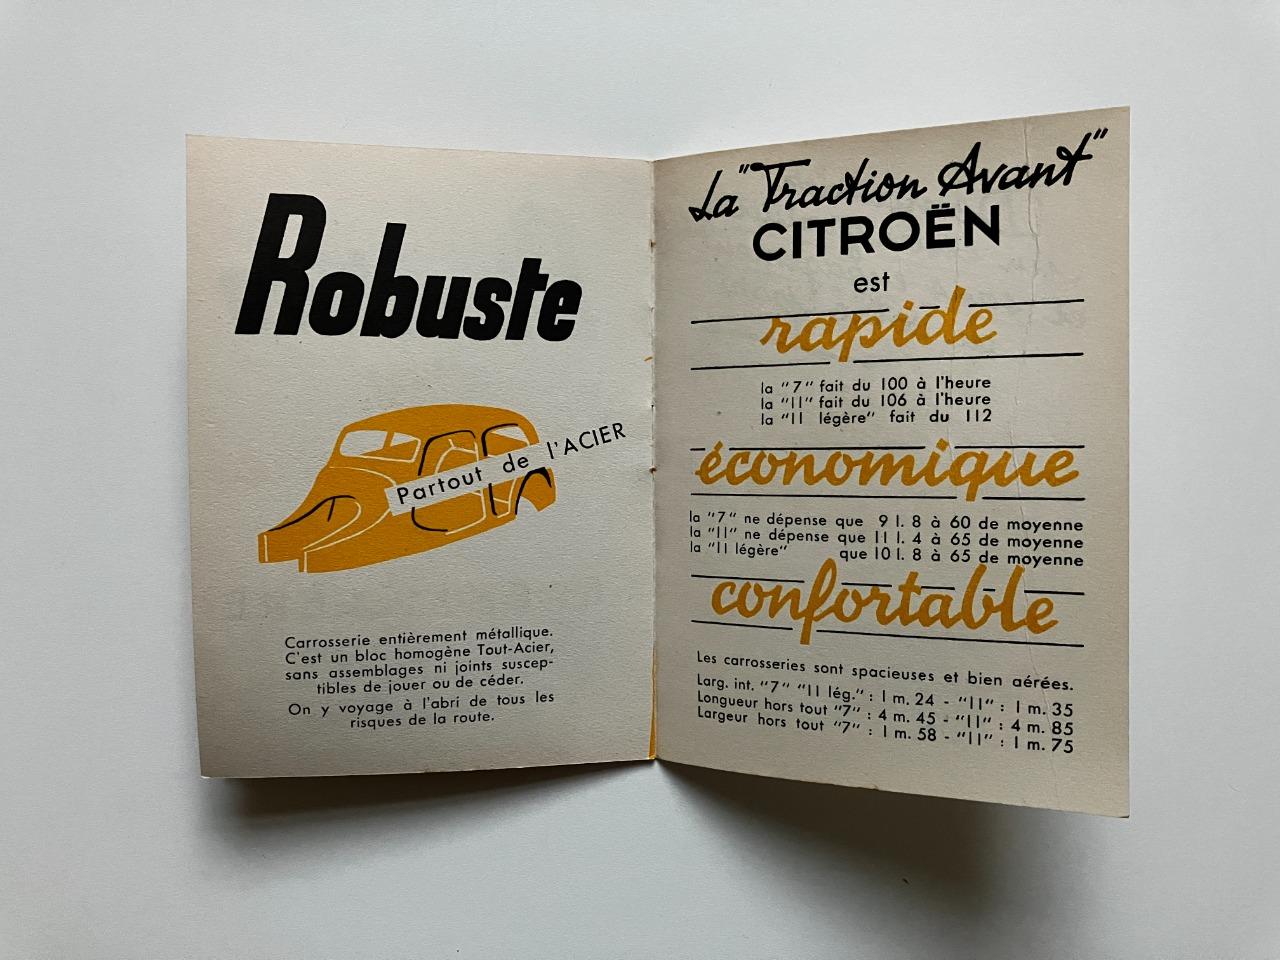 Robuste
Partout de l'ACIER
Carrosserie entièrement métallique.
C'est un bloc homogène Tout-Acier,
sans assemblages ni joints suscep-
tibles de jouer ou de céder.
On y voyage à l'abri de tous les
risques de la route.
La "Traction Avant"
CITROËN
est
rapide
la "7" fait du 100 à l'heure
la "11" fait du 106 à l'heure
la "11 légère" fait du 112
économique
la "7" ne dépense que 9 l. 8 à 60 de moyenne
la "11" ne dépense que 11 l. 4 à 65 de moyenne
la "11 légère" que 10 l. 8 à 65 de moyenne
confortable
Les carrosseries sont spacieuses et bien aérées.
Larg. int. "7" "11 lég." : 1 m. 24 - "11" : 1 m. 35
Longueur hors tout "7" : 4 m. 45 - "11" : 4 m. 85
Largeur hors tout "7" : 1 m. 58 - "11" : 1 m. 75